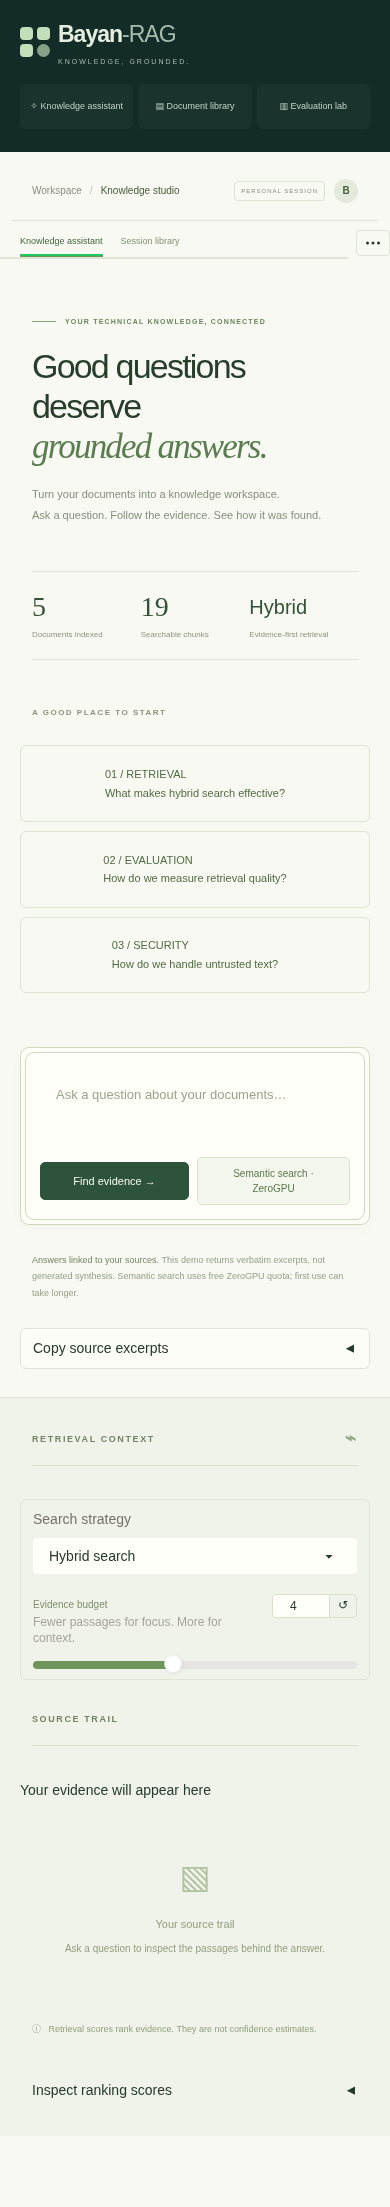 Bayan-RAG
KNOWLEDGE, GROUNDED.
✧ Knowledge assistant
▤ Document library
▥ Evaluation lab
Workspace / Knowledge studio
PERSONAL SESSION
B
Knowledge assistant
Session library
YOUR TECHNICAL KNOWLEDGE, CONNECTED
Good questions
deserve
grounded answers.
Turn your documents into a knowledge workspace.
Ask a question. Follow the evidence. See how it was found.
5
Documents indexed
19
Searchable chunks
Hybrid
Evidence-first retrieval
A GOOD PLACE TO START
01 / RETRIEVAL
What makes hybrid search effective?
02 / EVALUATION
How do we measure retrieval quality?
03 / SECURITY
How do we handle untrusted text?
Ask a question about your documents…
Find evidence →
Semantic search ·
ZeroGPU
Answers linked to your sources. This demo returns verbatim excerpts, not
generated synthesis. Semantic search uses free ZeroGPU quota; first use can
take longer.
Copy source excerpts
RETRIEVAL CONTEXT
Search strategy
Hybrid search
Evidence budget
4
Fewer passages for focus. More for
context.
SOURCE TRAIL
Your evidence will appear here
Your source trail
Ask a question to inspect the passages behind the answer.
ⓘ Retrieval scores rank evidence. They are not confidence estimates.
Inspect ranking scores